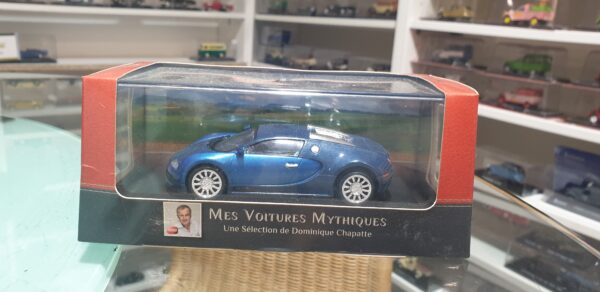 Mes Voitures Mythiques
Une Sélection de Dominique Chapatte